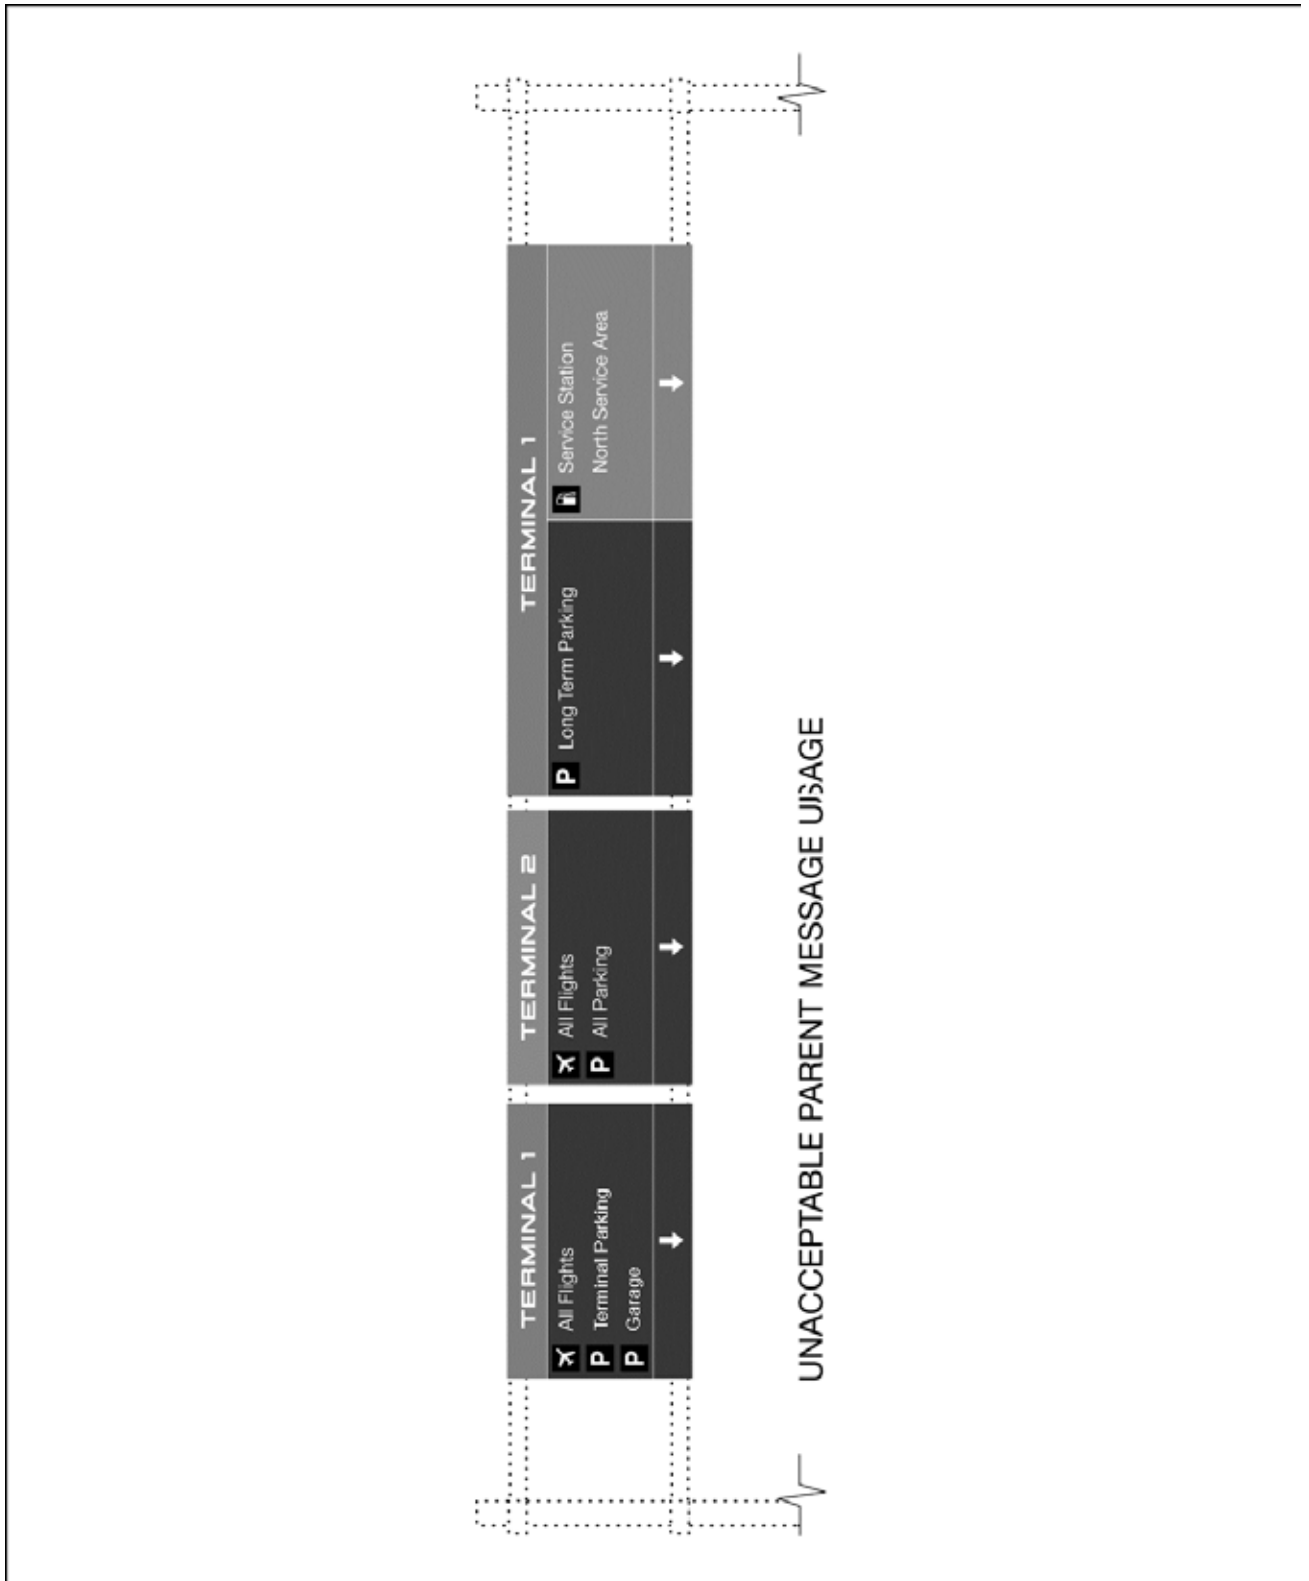 TERMINAL 1
All Flights
P Terminal Parking
P Garage
TERMINAL 2
All Flights
P All Parking
TERMINAL 1
P Long Term Parking
Service Station
North Service Area
UNACCEPTABLE PARENT MESSAGE USAGE